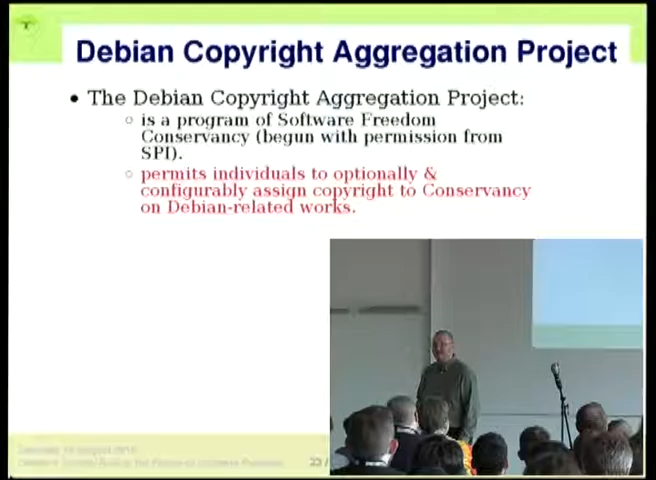 Debian Copyright Aggregation Project
• The Debian Copyright Aggregation Project:
○ is a program of Software Freedom
Conservancy (begun with permission from
SPI).
○ permits individuals to optionally &
configurably assign copyright to Conservancy
on Debian-related works.